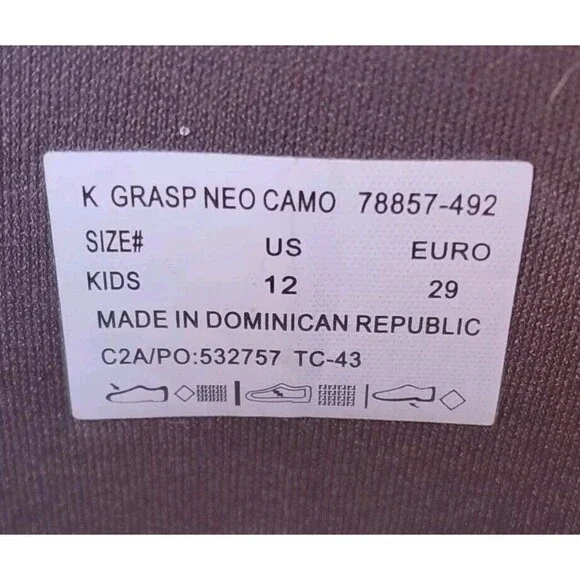 K GRASP NEO CAMO 78857-492
SIZE# US EURO
KIDS 12 29
MADE IN DOMINICAN REPUBLIC
C2A/PO:532757 TC-43